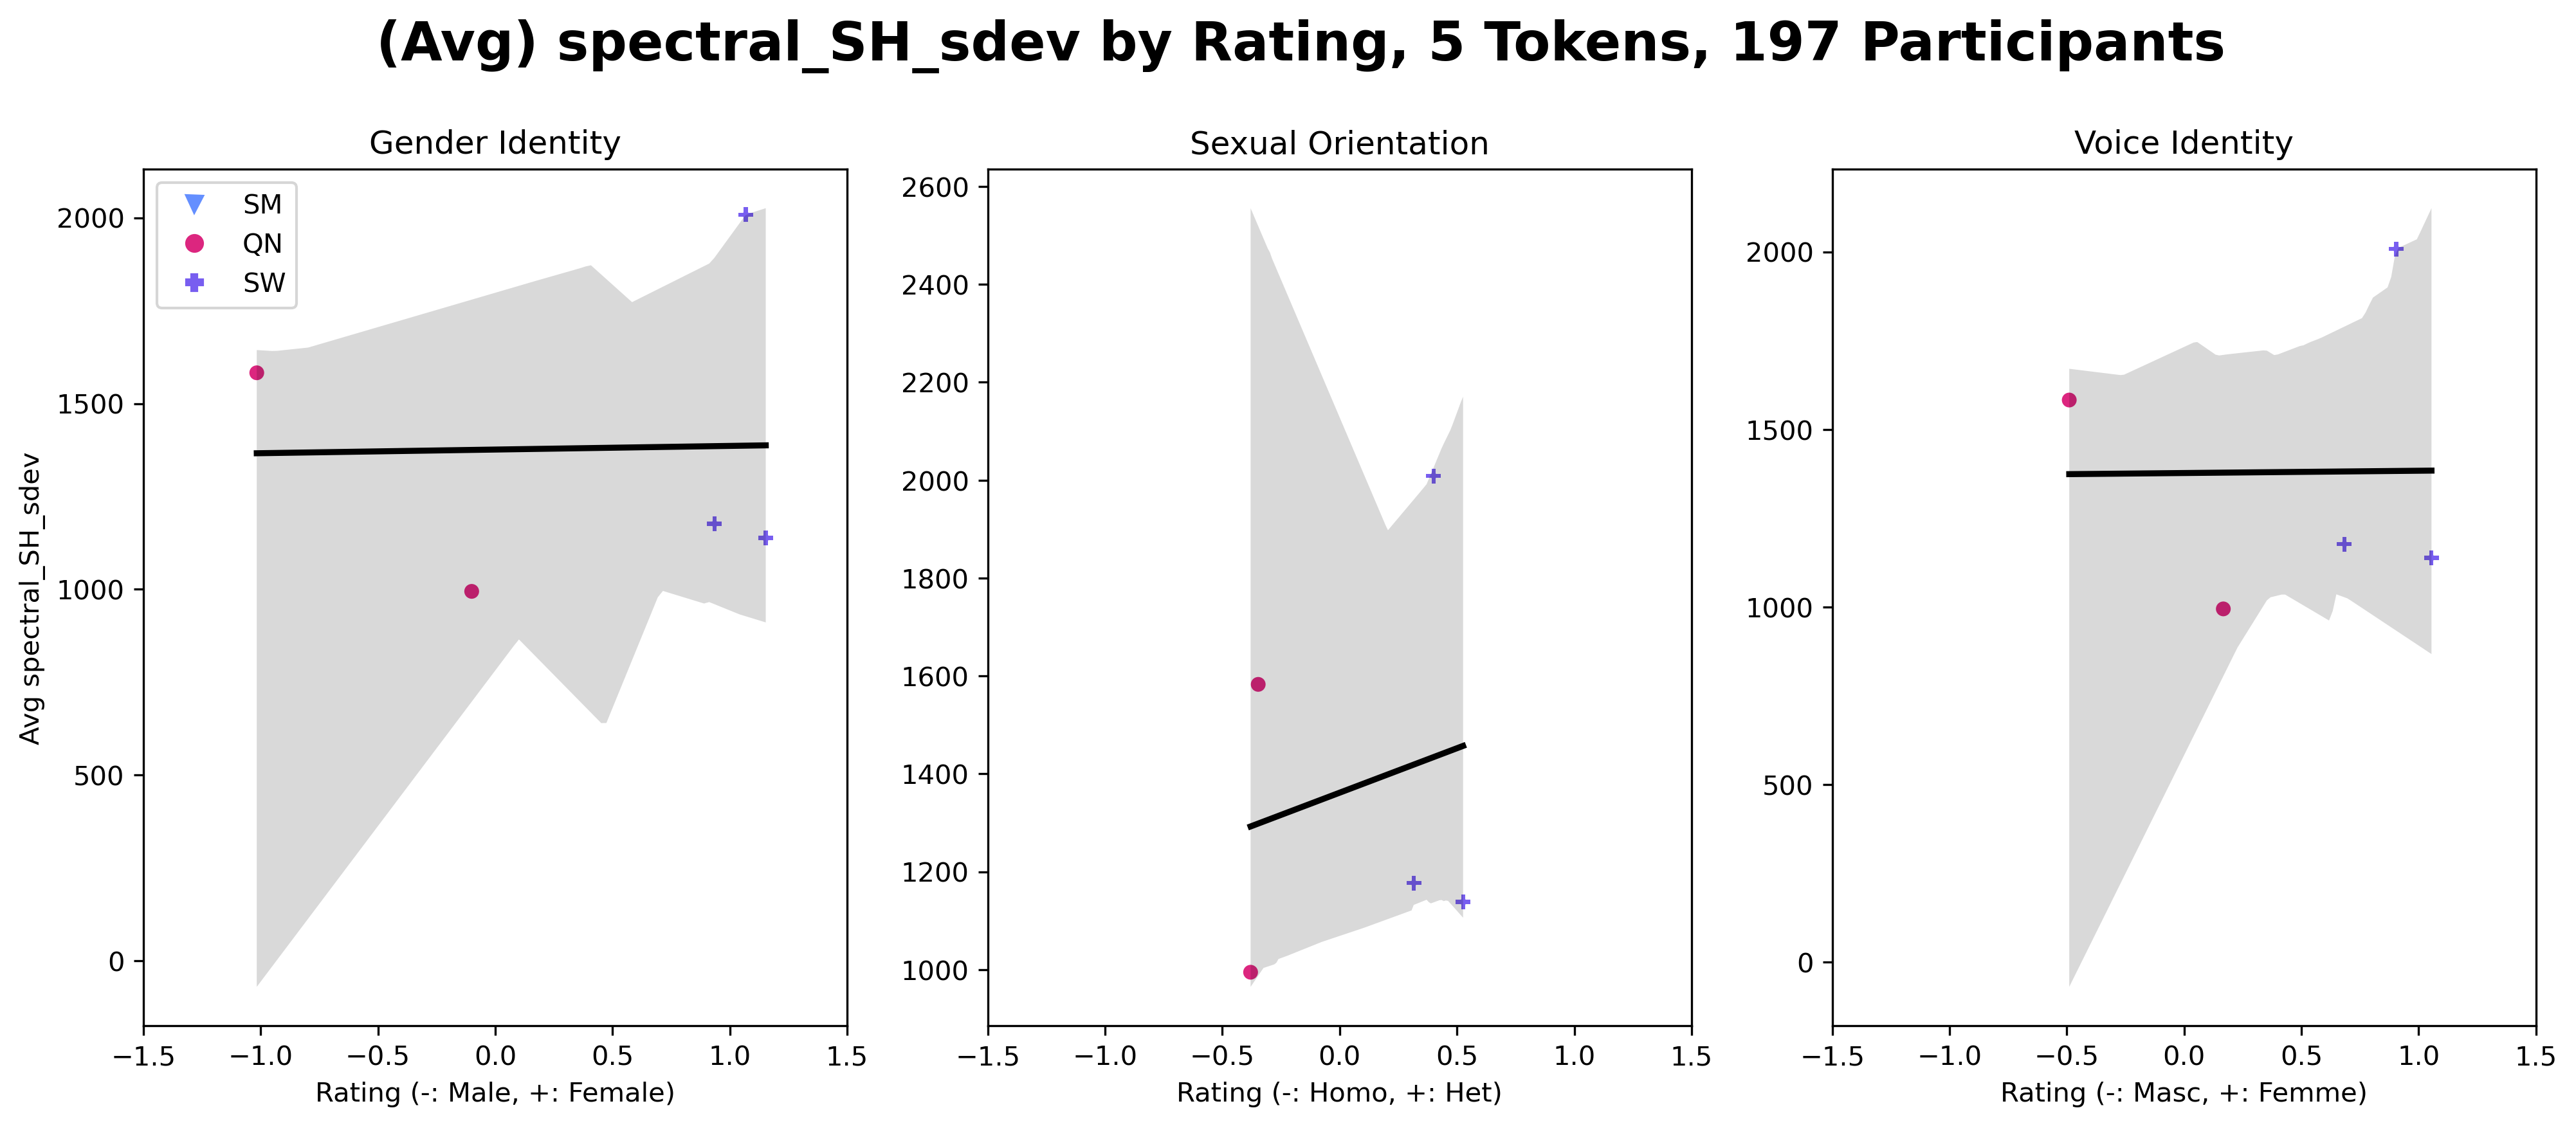 (Avg) spectral_SH_sdev by Rating, 5 Tokens, 197 Participants
Gender Identity
SM
QN
SW
2000
1500
1000
500
0
Avg spectral_SH_sdev
−1.5 −1.0 −0.5 0.0 0.5 1.0 1.5
Rating (-: Male, +: Female)
Sexual Orientation
2600
2400
2200
2000
1800
1600
1400
1200
1000
−1.5 −1.0 −0.5 0.0 0.5 1.0 1.5
Rating (-: Homo, +: Het)
Voice Identity
2000
1500
1000
500
0
−1.5 −1.0 −0.5 0.0 0.5 1.0 1.5
Rating (-: Masc, +: Femme)